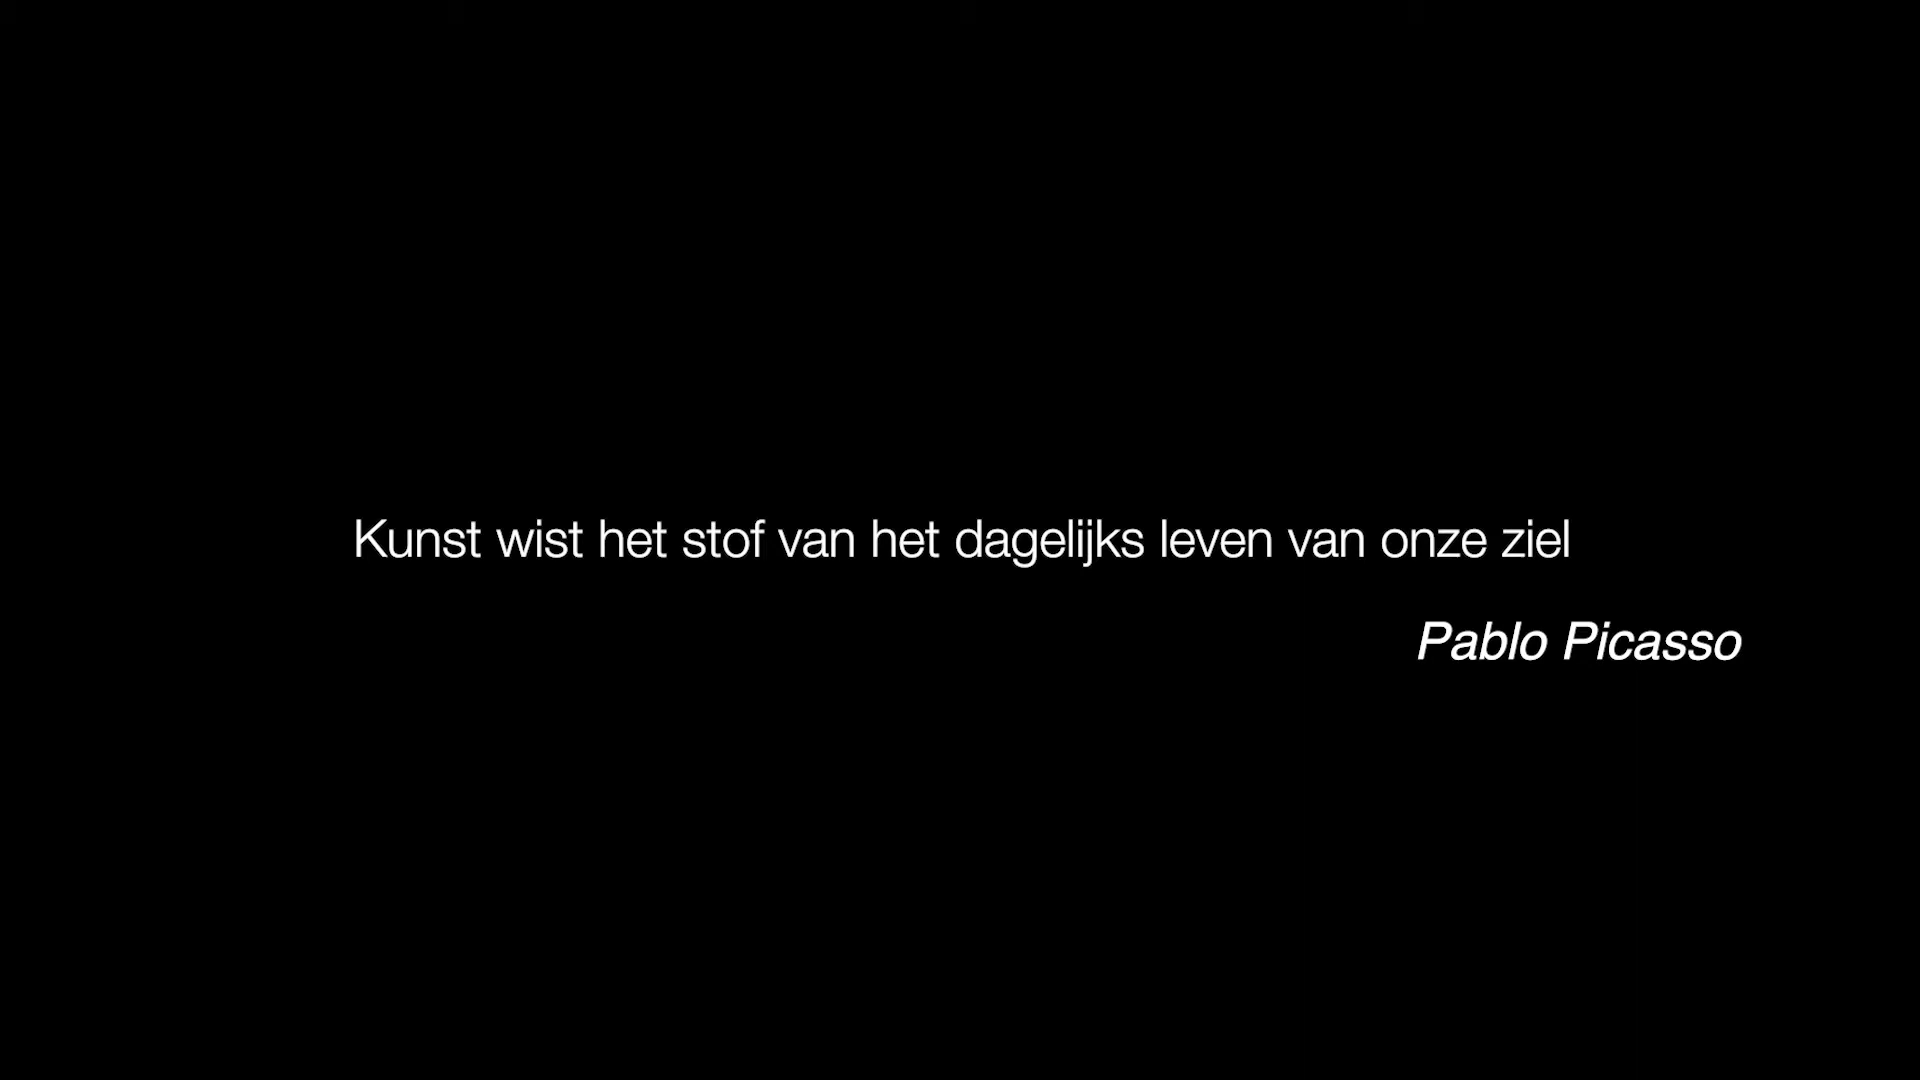 Kunst wist het stof van het dagelijks leven van onze ziel
Pablo Picasso